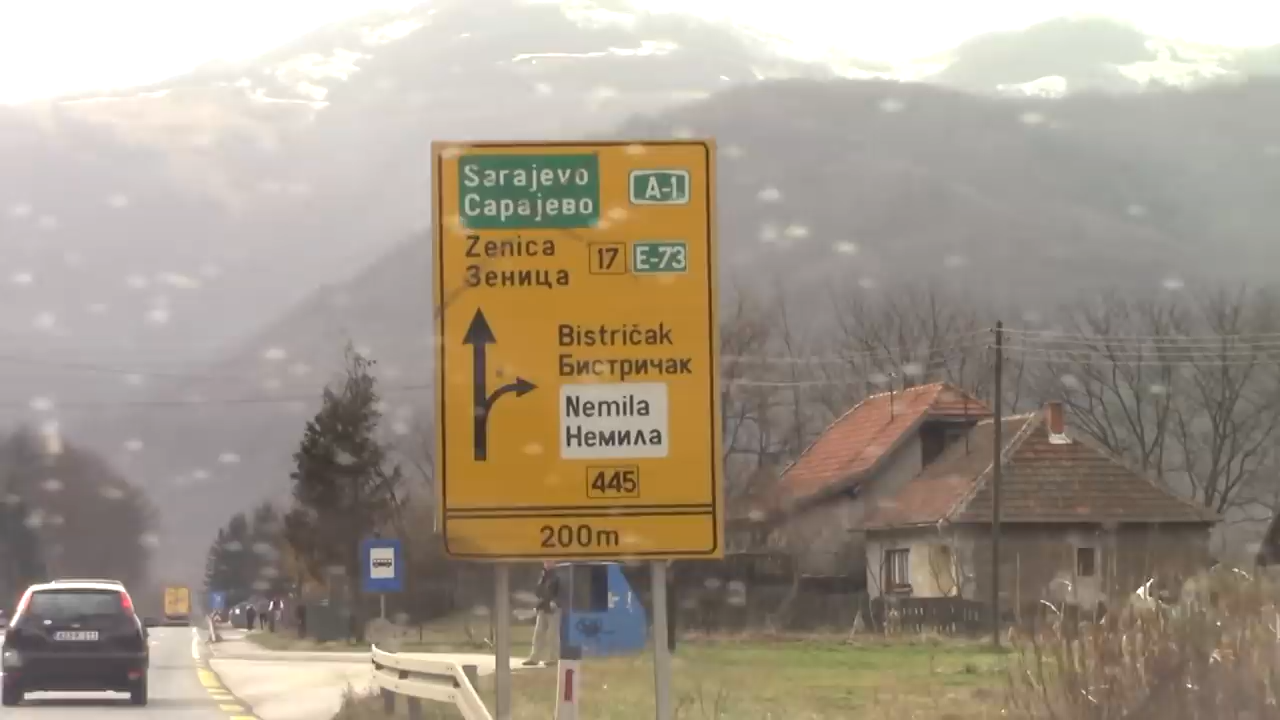 Sarajevo
Сарајево
A-1
Zenica
Зеница
17 E-73
Bistričak
Бистричак
Nemila
Немила
445
200m